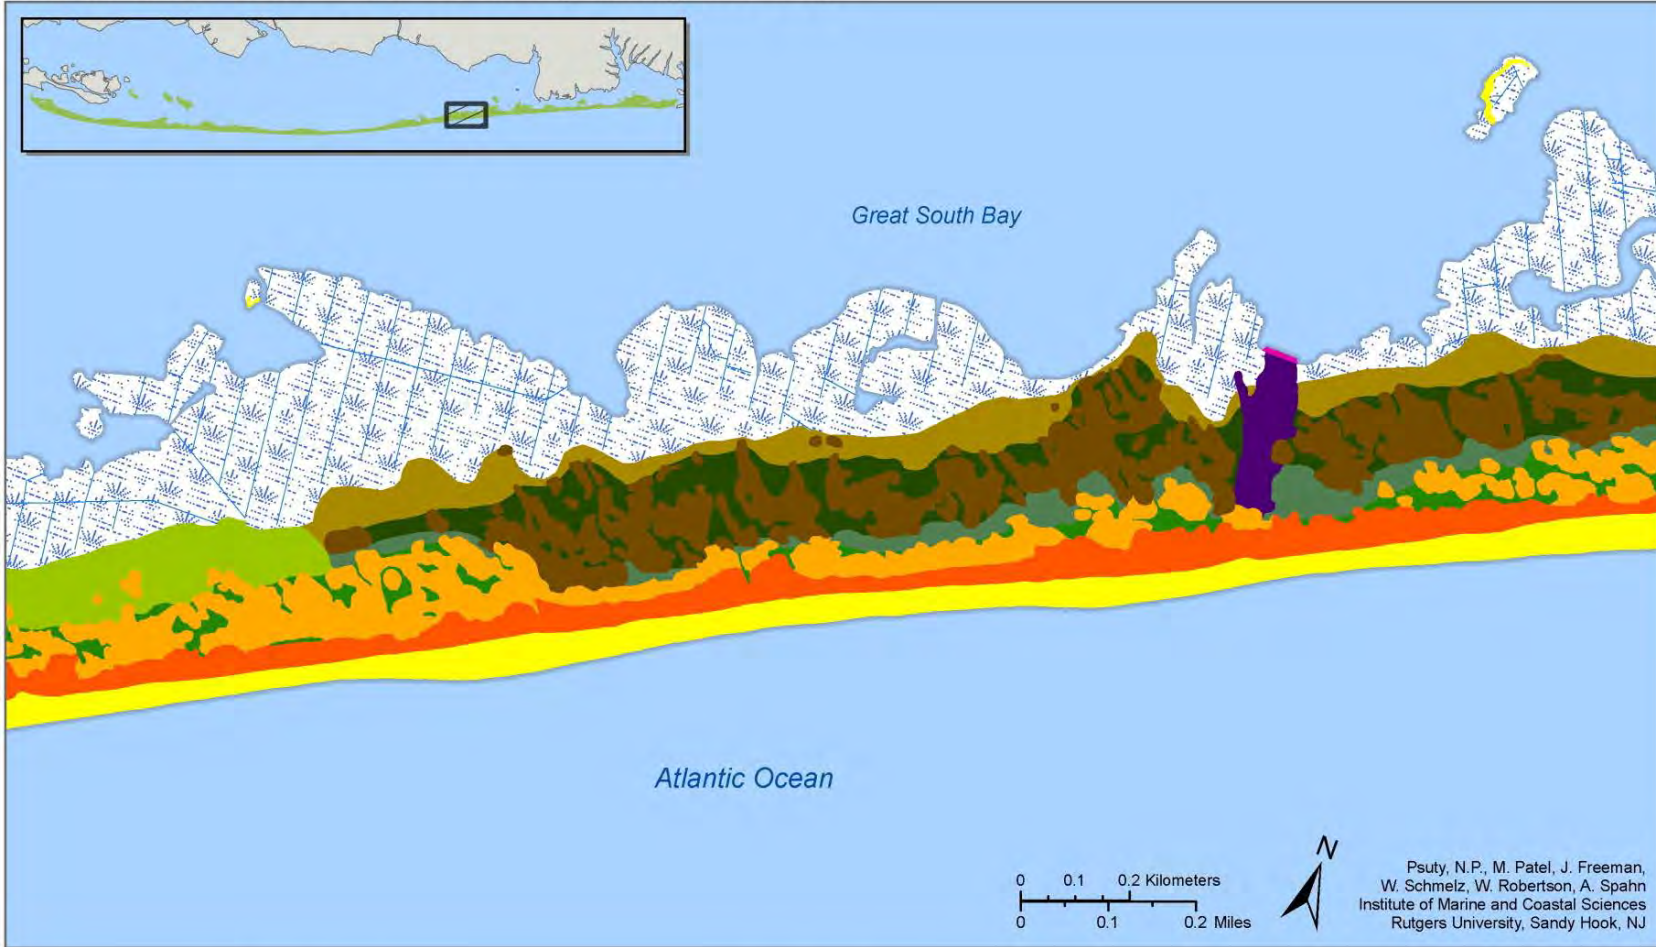 Great South Bay
Atlantic Ocean
0 0.1 0.2 Kilometers
0 0.1 0.2 Miles
N
Psuty, N.P., M. Patel, J. Freeman,
W. Schmelz, W. Robertson, A. Spahn
Institute of Marine and Coastal Sciences
Rutgers University, Sandy Hook, NJ